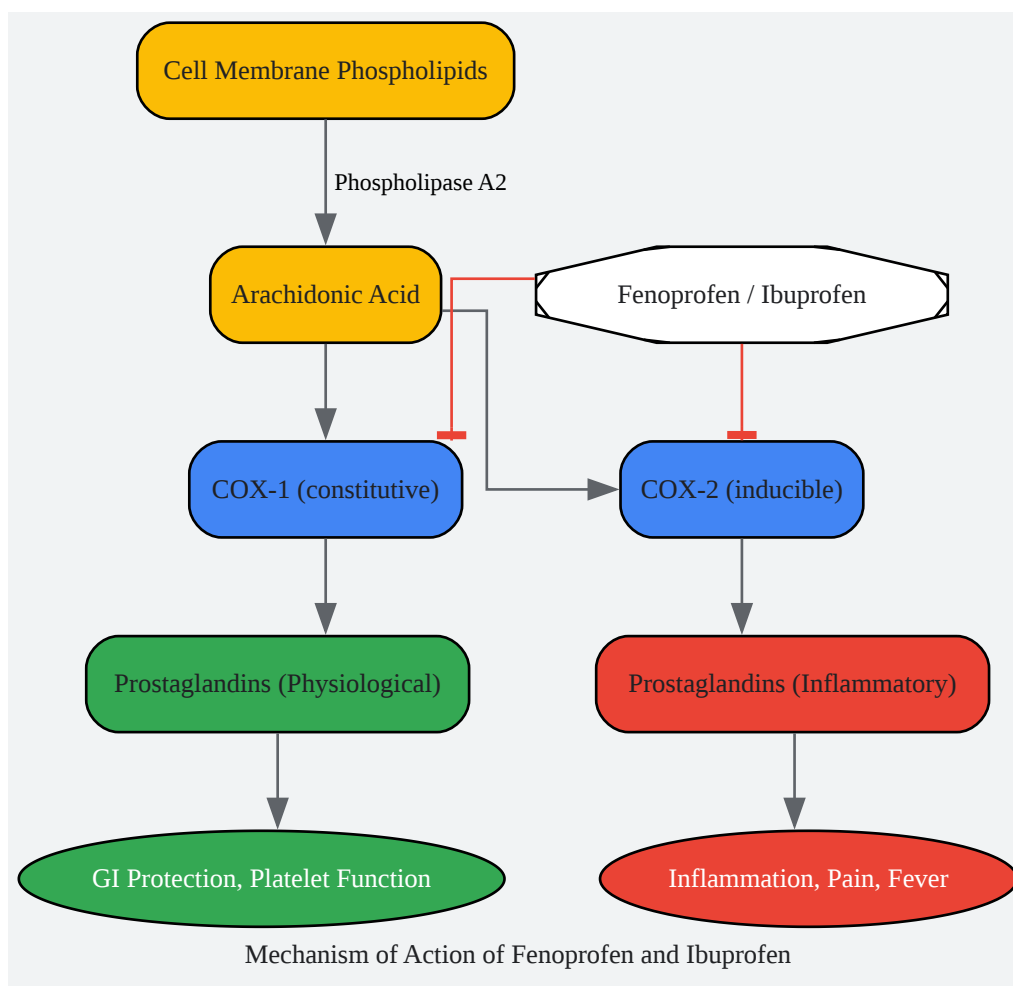 Cell Membrane Phospholipids
Phospholipase A2
Arachidonic Acid
Fenoprofen / Ibuprofen
COX-1 (constitutive)
COX-2 (inducible)
Prostaglandins (Physiological)
Prostaglandins (Inflammatory)
GI Protection, Platelet Function
Inflammation, Pain, Fever
Mechanism of Action of Fenoprofen and Ibuprofen